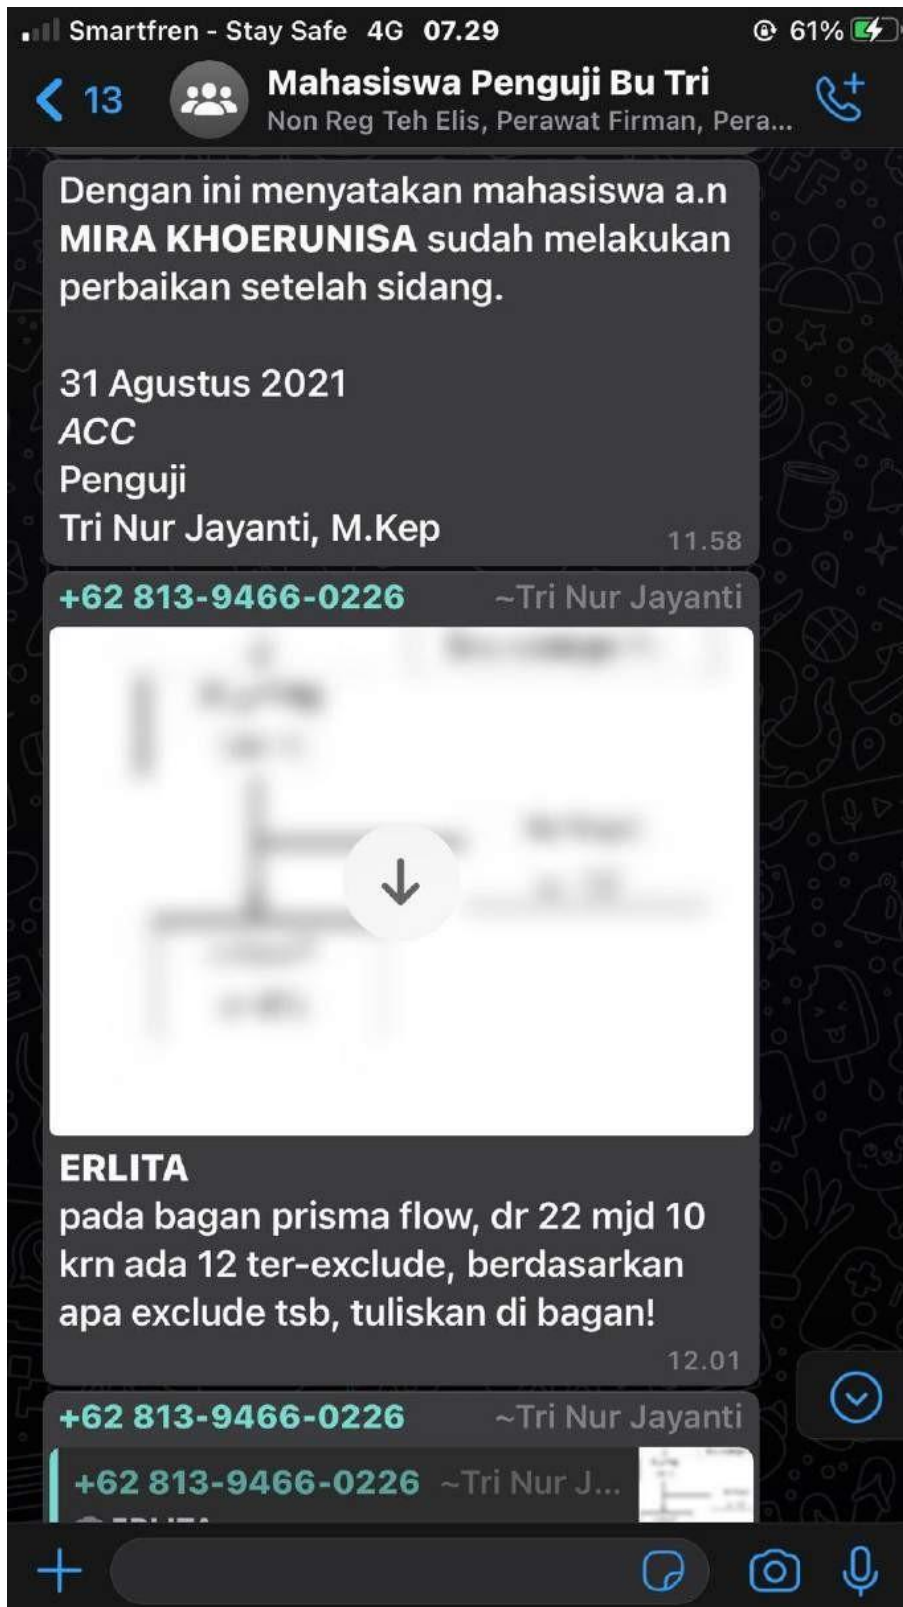 Smartfren - Stay Safe 4G 07.29 61%
13
Mahasiswa Penguji Bu Tri
Non Reg Teh Elis, Perawat Firman, Pera...
Dengan ini menyatakan mahasiswa a.n
MIRA KHOERUNISA sudah melakukan
perbaikan setelah sidang.
31 Agustus 2021
ACC
Penguji
Tri Nur Jayanti, M.Kep
11.58
+62 813-9466-0226 ~Tri Nur Jayanti
ERLITA
pada bagan prisma flow, dr 22 mjd 10
krn ada 12 ter-exclude, berdasarkan
apa exclude tsb, tuliskan di bagan!
12.01
+62 813-9466-0226 ~Tri Nur Jayanti
+62 813-9466-0226 ~Tri Nur J...
ERLITA